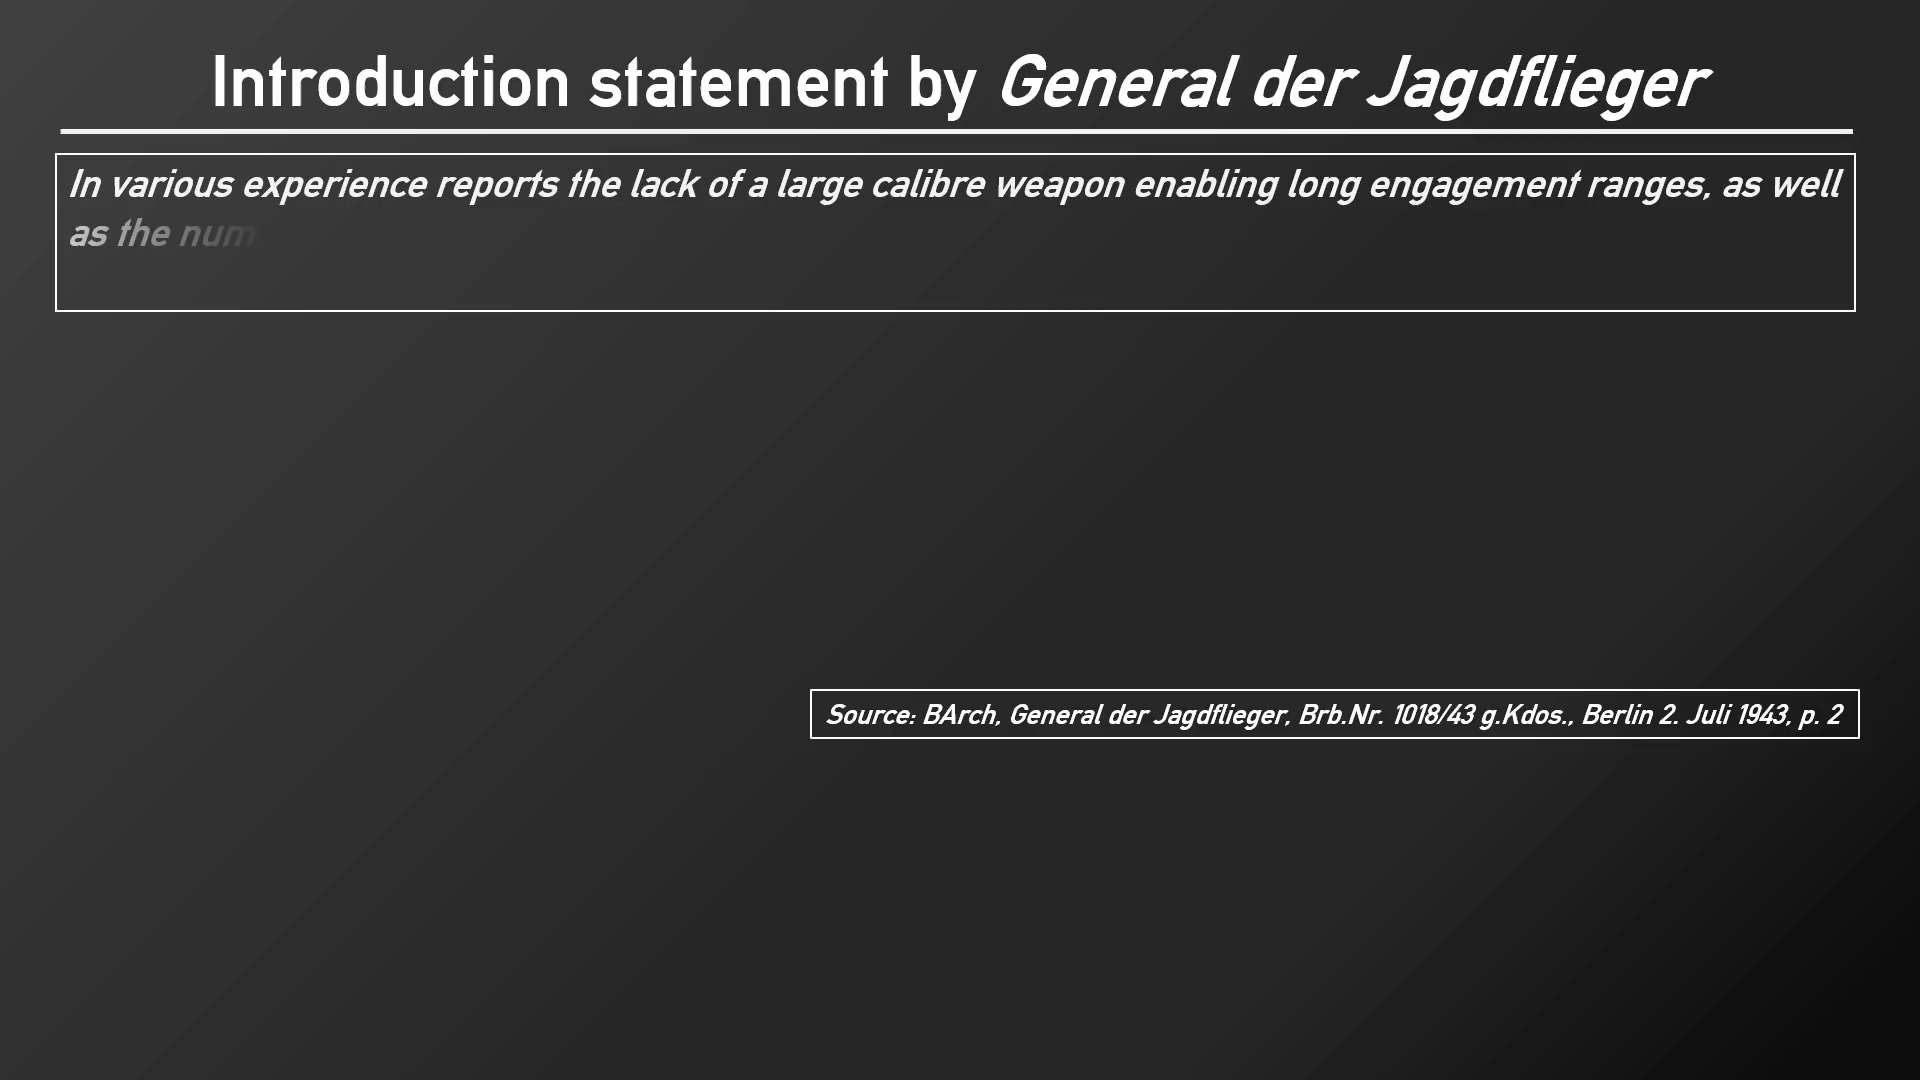 Introduction statement by General der Jagdflieger
In various experience reports the lack of a large calibre weapon enabling long engagement ranges, as well
as the
Source: BArch, General der Jagdflieger, Brb.Nr. 1018/43 g.Kdos., Berlin 2. Juli 1943, p. 2